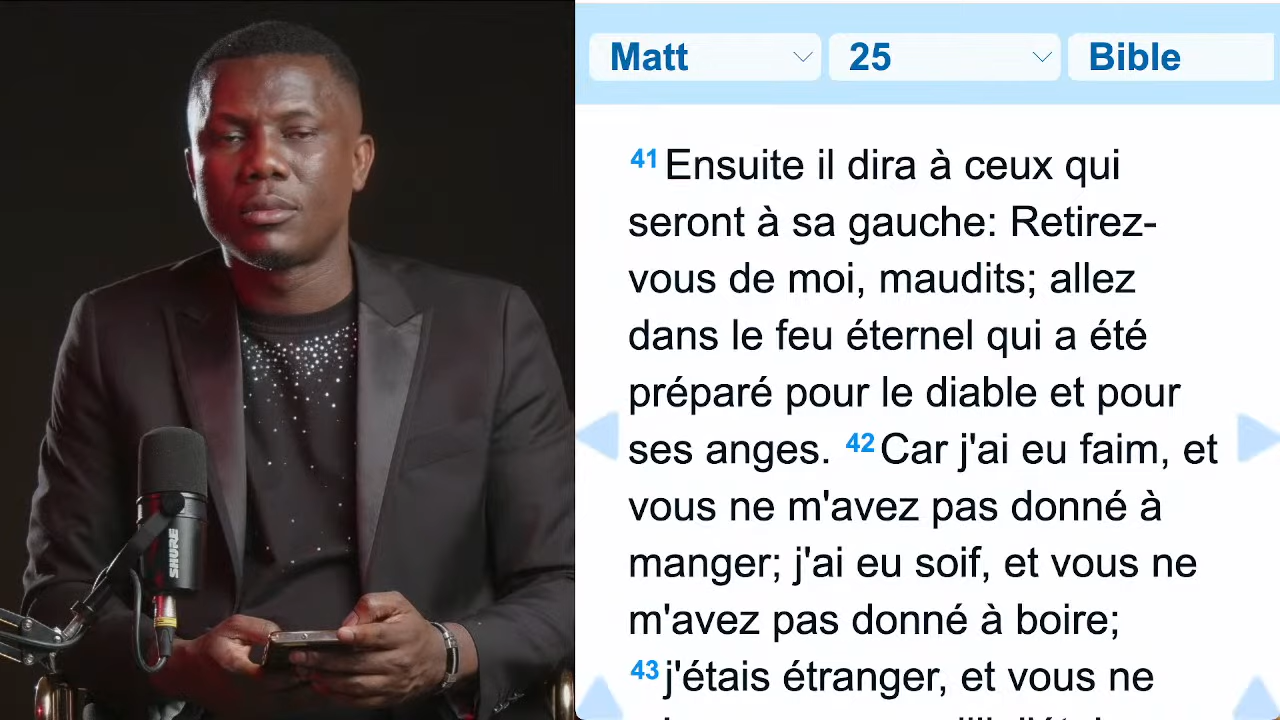 Matt 25 Bible
41 Ensuite il dira à ceux qui
seront à sa gauche: Retirez-
vous de moi, maudits; allez
dans le feu éternel qui a été
préparé pour le diable et pour
ses anges. 42 Car j'ai eu faim, et
vous ne m'avez pas donné à
manger; j'ai eu soif, et vous ne
m'avez pas donné à boire;
43 j'étais étranger, et vous ne
SHURE